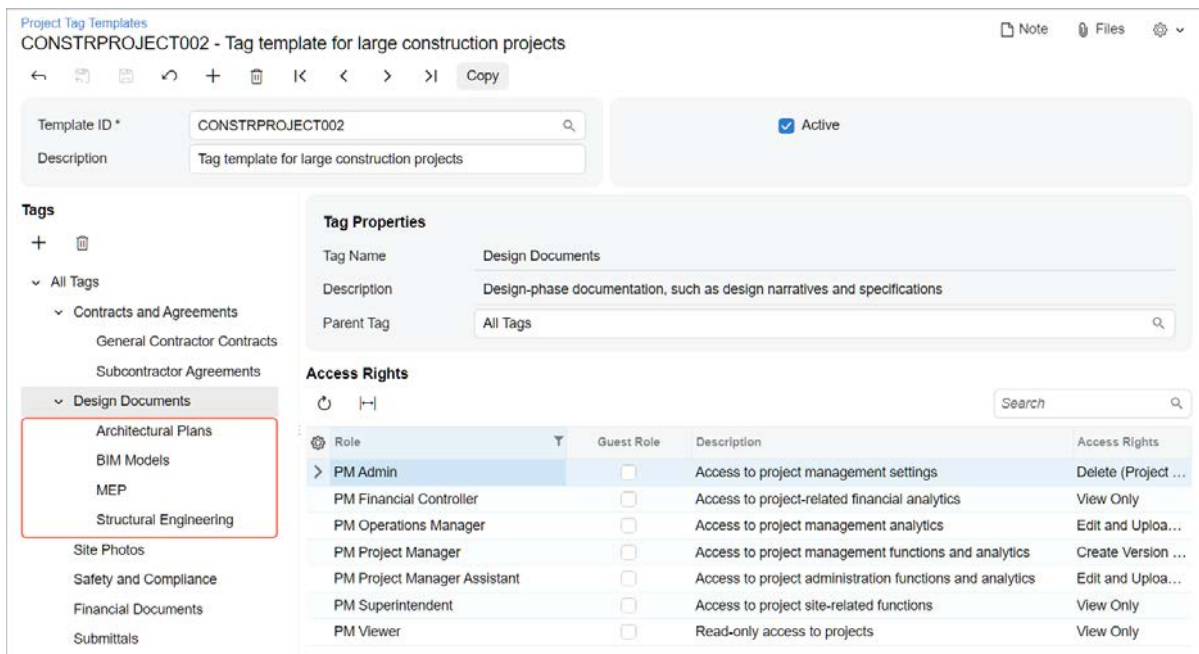 Project Tag Templates
CONSTRPROJECT002 - Tag template for large construction projects
Note Files
Copy
Template ID * CONSTRPROJECT002
Active
Description Tag template for large construction projects
Tags
All Tags
Contracts and Agreements
General Contractor Contracts
Subcontractor Agreements
Design Documents
Architectural Plans
BIM Models
MEP
Structural Engineering
Site Photos
Safety and Compliance
Financial Documents
Submittals
Tag Properties
Tag Name Design Documents
Description Design-phase documentation, such as design narratives and specifications
Parent Tag All Tags
Access Rights
Search
Role Guest Role Description Access Rights
PM Admin Access to project management settings Delete (Project ...
PM Financial Controller Access to project-related financial analytics View Only
PM Operations Manager Access to project management analytics Edit and Uploa...
PM Project Manager Access to project management functions and analytics Create Version ...
PM Project Manager Assistant Access to project administration functions and analytics Edit and Uploa...
PM Superintendent Access to project site-related functions View Only
PM Viewer Read-only access to projects View Only